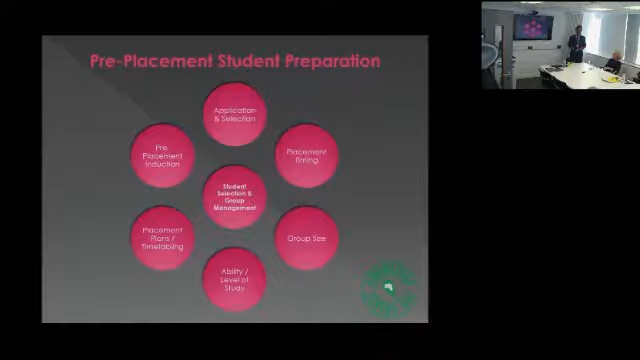 Pre-Placement Student Preparation
Application
& Selection
Pre
Placement
Induction
Placement
Timing
Student
Selection &
Group
Management
Placement
Plans /
Timetabling
Group Size
Ability /
Level of
Study